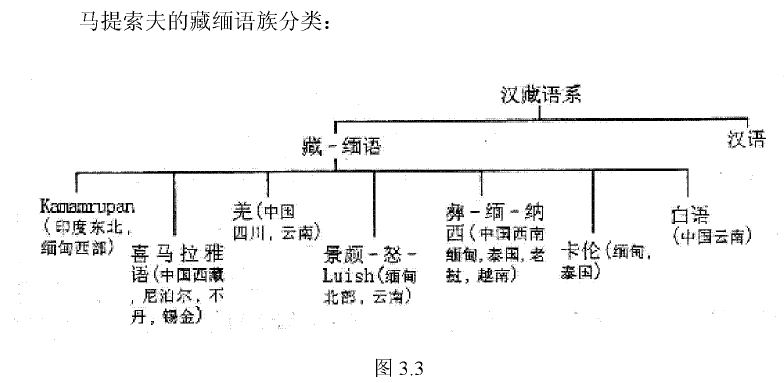 马提索夫的藏缅语族分类：
汉藏语系
藏－缅语
汉语
Kamamrupan
(印度东北，
缅甸西部)
喜马拉雅
语(中国西藏
，尼泊尔，不
丹，锡金)
羌(中国
四川，云南)
景颇－怒－
Luish(缅甸
北部，云南)
彝－缅－纳
西(中国西南
缅甸，泰国，老
挝，越南)
卡伦(缅甸，
泰国)
白语
(中国云南)
图 3.3